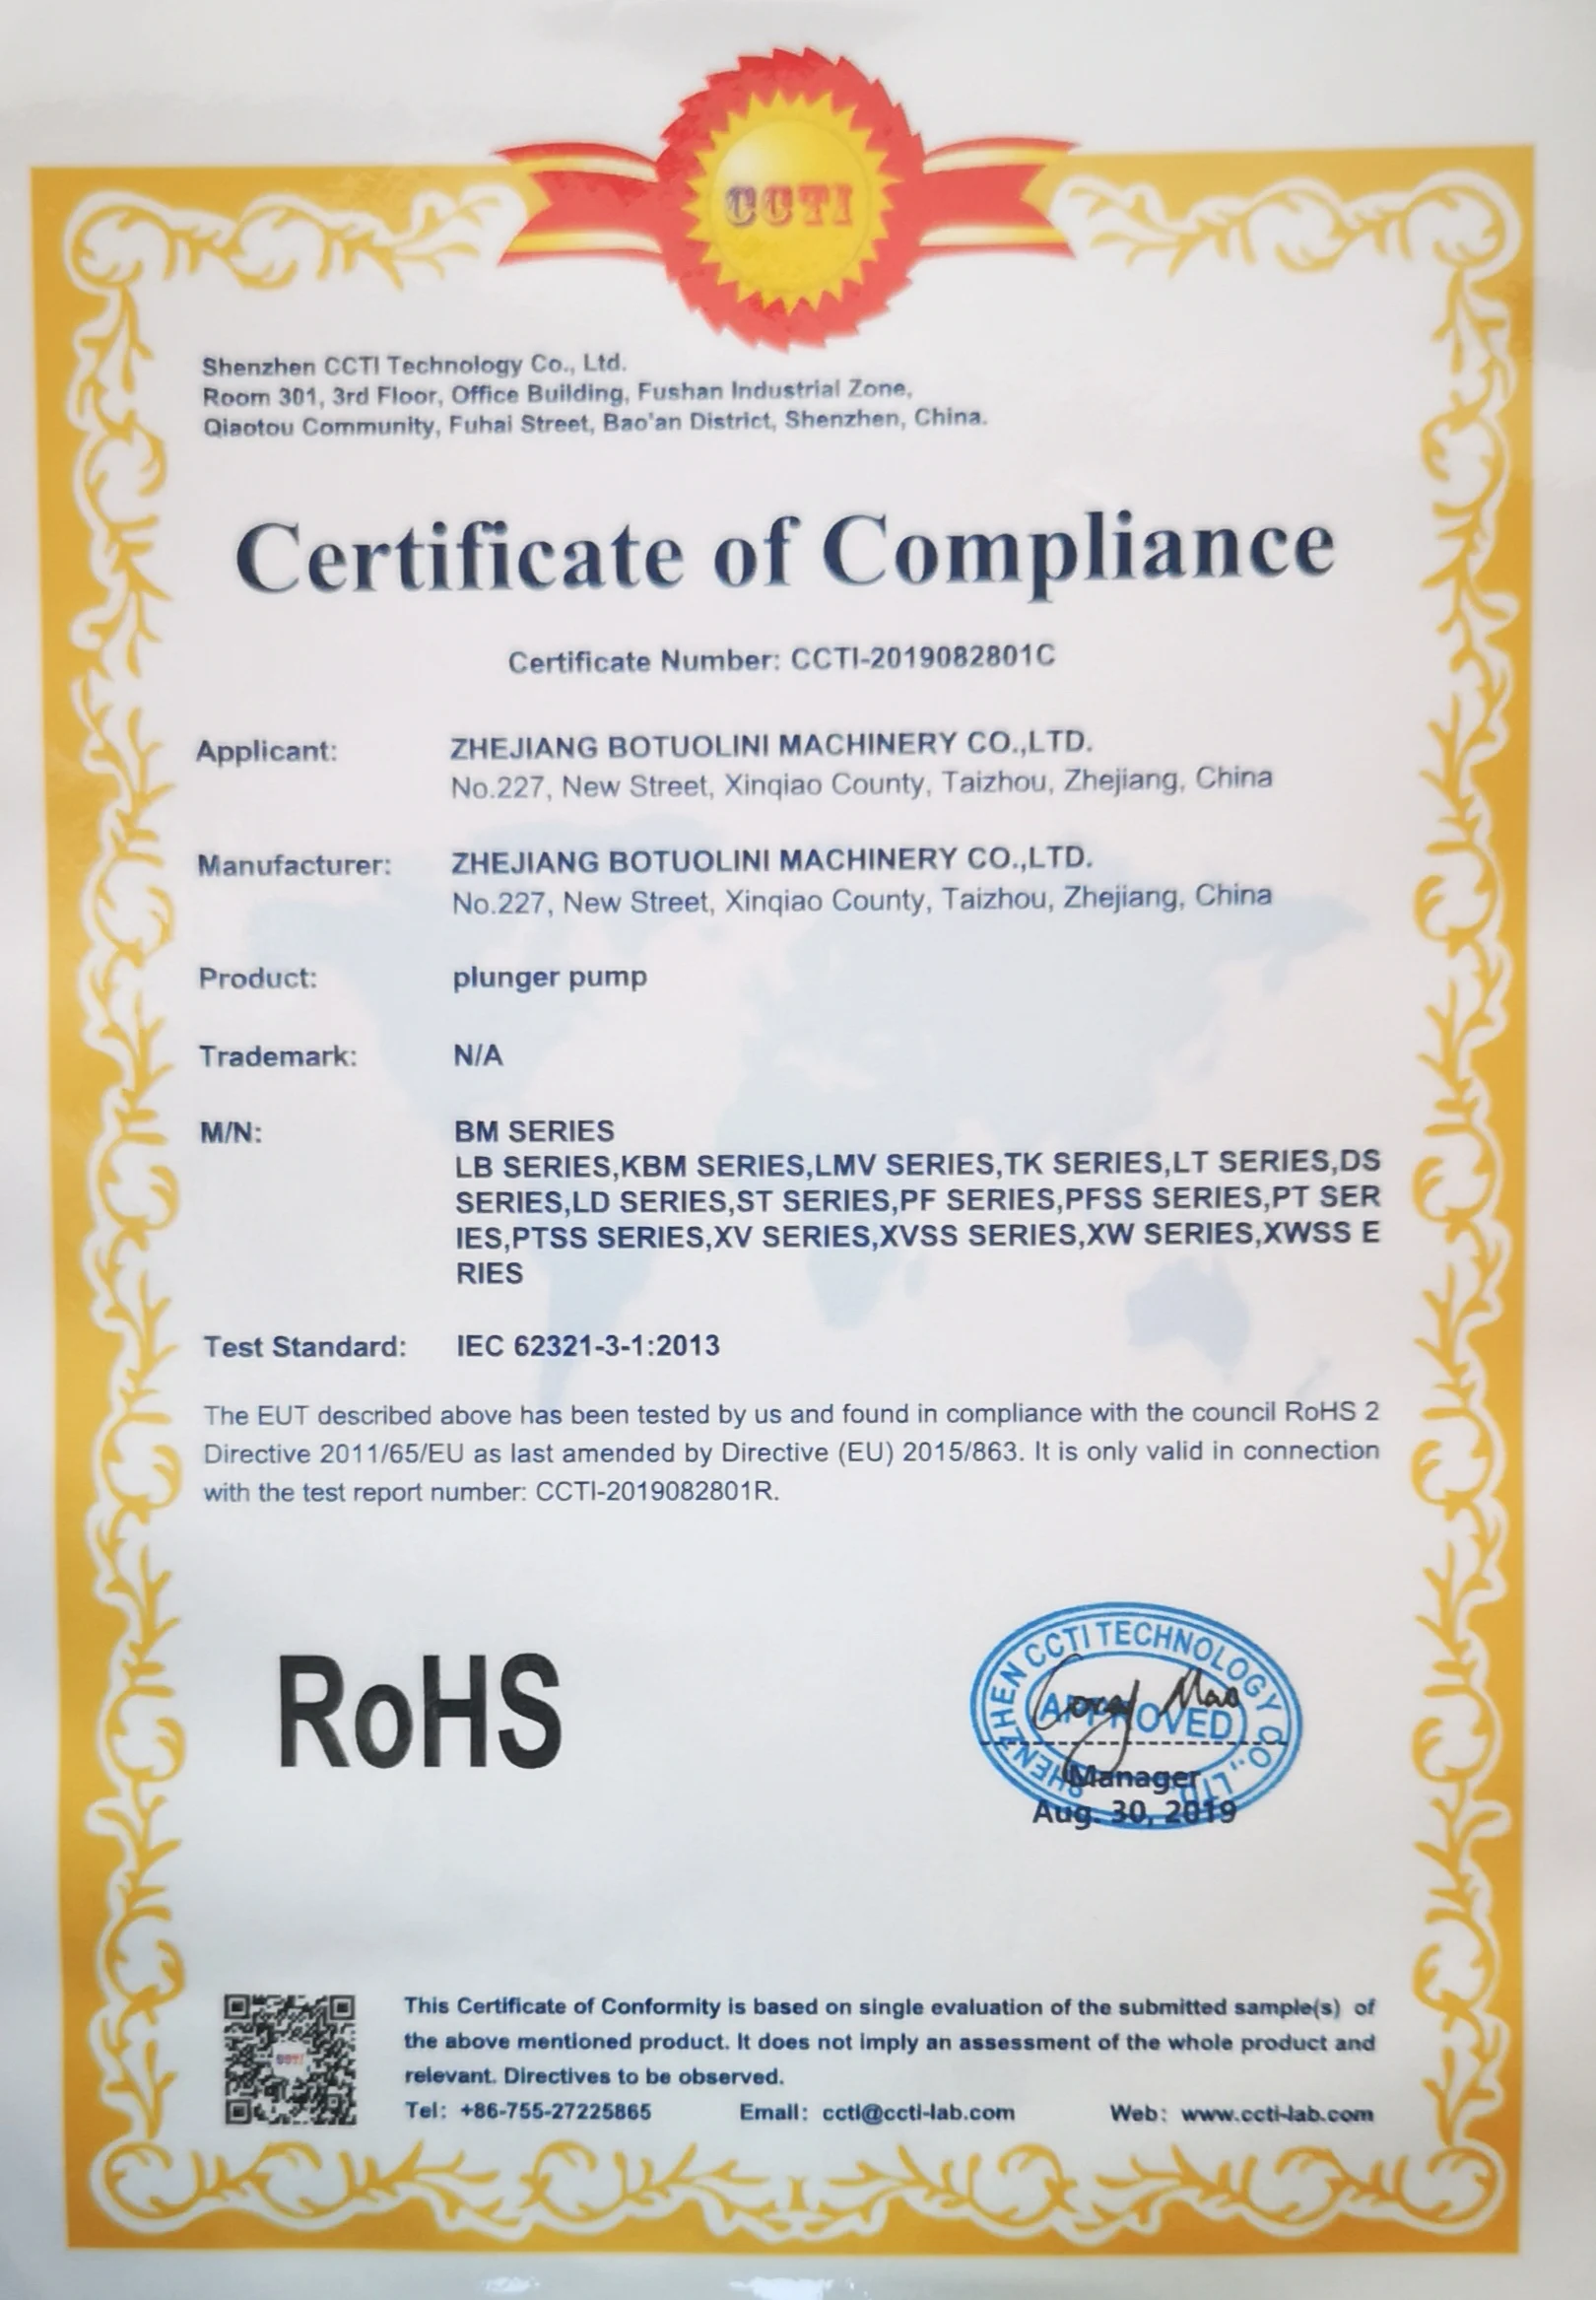 CCTI
Shenzhen CCTI Technology Co., Ltd.
Room 301, 3rd Floor, Office Building, Fushan Industrial Zone,
Qiaotou Community, Fuhai Street, Bao'an District, Shenzhen, China.
Certificate of Compliance
Certificate Number: CCTI-2019082801C
Applicant: ZHEJIANG BOTUOLINI MACHINERY CO.,LTD.
No.227, New Street, Xinqiao County, Taizhou, Zhejiang, China
Manufacturer: ZHEJIANG BOTUOLINI MACHINERY CO.,LTD.
No.227, New Street, Xinqiao County, Taizhou, Zhejiang, China
Product: plunger pump
Trademark: N/A
M/N: BM SERIES
LB SERIES,KBM SERIES,LMV SERIES,TK SERIES,LT SERIES,DS
SERIES,LD SERIES,ST SERIES,PF SERIES,PFSS SERIES,PT SER
IES,PTSS SERIES,XV SERIES,XVSS SERIES,XW SERIES,XWSS E
RIES
Test Standard: IEC 62321-3-1:2013
The EUT described above has been tested by us and found in compliance with the council RoHS 2
Directive 2011/65/EU as last amended by Directive (EU) 2015/863. It is only valid in connection
with the test report number: CCTI-2019082801R.
RoHS
SHENZHEN CCTI TECHNOLOGY CO., LTD.
APPROVED
Manager
Aug. 30, 2019
CCTI
This Certificate of Conformity is based on single evaluation of the submitted sample(s) of
the above mentioned product. It does not imply an assessment of the whole product and
relevant. Directives to be observed.
Tel: +86-755-27225865 Email: ccti@ccti-lab.com Web: www.ccti-lab.com